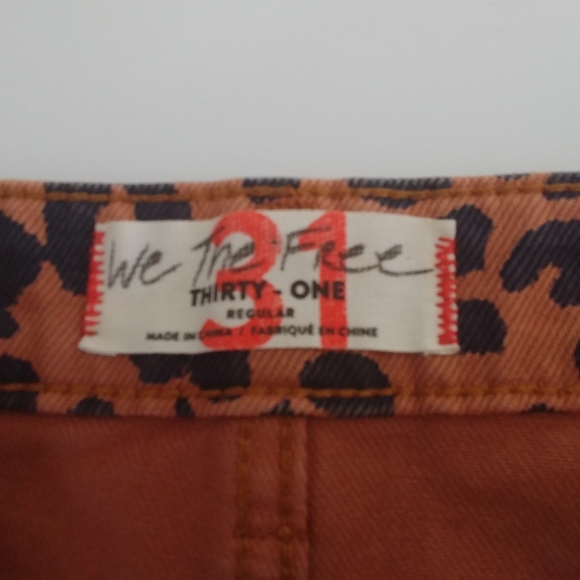 31
We The Free
THIRTY - ONE
REGULAR
MADE IN CHINA / FABRIQUÉ EN CHINE